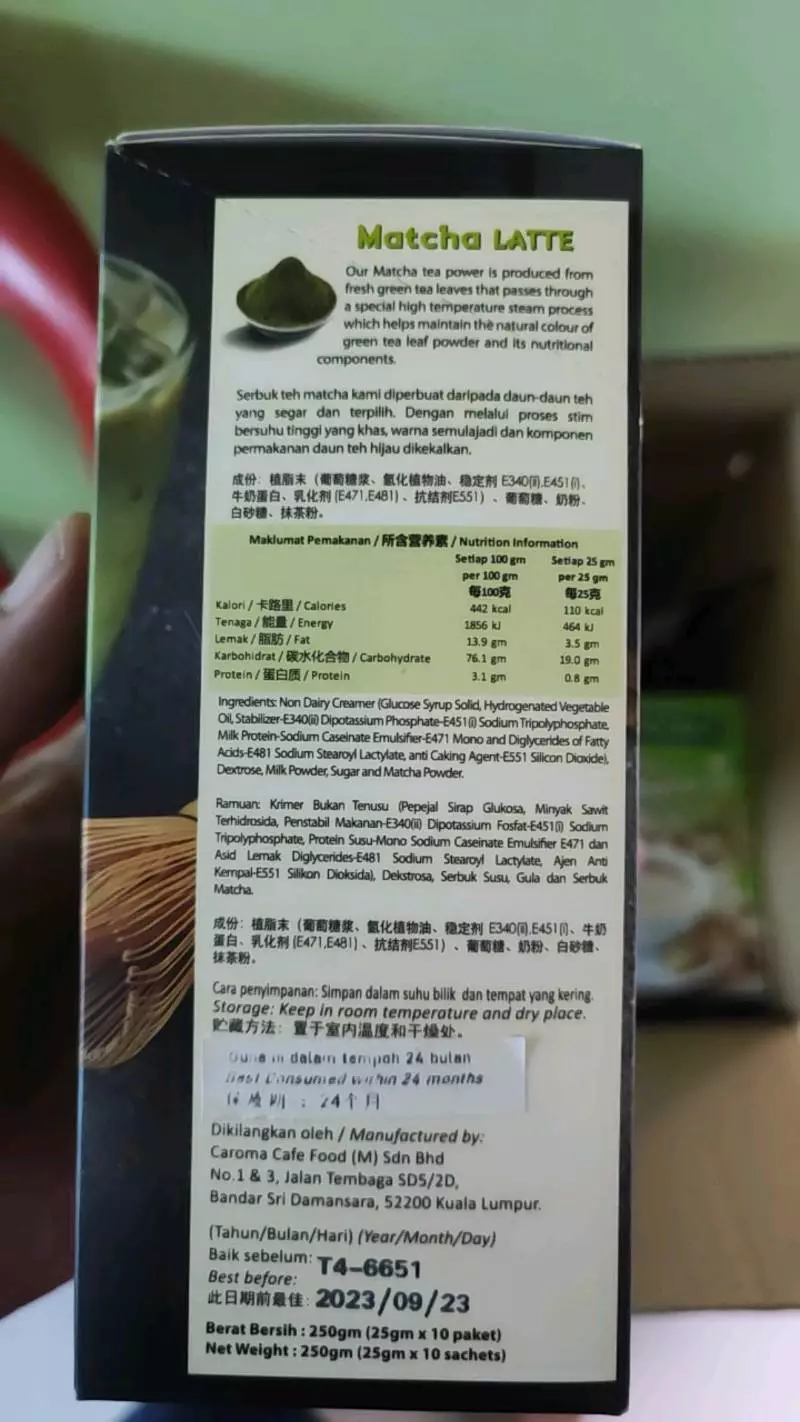 Matcha LATTE
Our Matcha tea power is produced from
fresh green tea leaves that passes through
a special high temperature steam process
which helps maintain the natural colour of
green tea leaf powder and its nutritional
components.
Serbuk teh matcha kami diperbuat daripada daun-daun teh
yang segar dan terpilih. Dengan melalui proses stim
bersuhu tinggi yang khas, warna semulajadi dan komponen
permakanan daun teh hijau dikekalkan.
成份：植脂末（葡萄糖浆、氢化植物油、稳定剂 E340(ii),E451(i)、
牛奶蛋白、乳化剂 (E471,E481)、抗结剂E551）、葡萄糖、奶粉、
白砂糖、抹茶粉。
Maklumat Pemakanan / 所含营养素 / Nutrition Information
Setiap 100 gm Setiap 25 gm
per 100 gm per 25 gm
每100克 每25克
Kalori / 卡路里 / Calories 442 kcal 110 kcal
Tenaga / 能量 / Energy 1856 kJ 464 kJ
Lemak / 脂肪 / Fat 13.9 gm 3.5 gm
Karbohidrat / 碳水化合物 / Carbohydrate 76.1 gm 19.0 gm
Protein / 蛋白质 / Protein 3.1 gm 0.8 gm
Ingredients: Non Dairy Creamer (Glucose Syrup Solid, Hydrogenated Vegetable
Oil, Stabilizer-E340(ii) Dipotassium Phosphate-E451(i) Sodium Tripolyphosphate,
Milk Protein-Sodium Caseinate Emulsifier-E471 Mono and Diglycerides of Fatty
Acids-E481 Sodium Stearoyl Lactylate, anti Caking Agent-E551 Silicon Dioxide),
Dextrose, Milk Powder, Sugar and Matcha Powder.
Ramuan: Krimer Bukan Tenusu (Pepejal Sirap Glukosa, Minyak Sawit
Terhidrosida, Penstabil Makanan-E340(ii) Dipotassium Fosfat-E451(i) Sodium
Tripolyphosphate, Protein Susu-Mono Sodium Caseinate Emulsifier E471 dan
Asid Lemak Diglycerides-E481 Sodium Stearoyl Lactylate, Ajen Anti
Kempal-E551 Silikon Dioksida), Dekstrosa, Serbuk Susu, Gula dan Serbuk
Matcha.
成份：植脂末（葡萄糖浆、氢化植物油、稳定剂 E340(ii),E451(i)、牛奶
蛋白、乳化剂 (E471,E481)、抗结剂E551）、葡萄糖、奶粉、白砂糖、
抹茶粉。
Cara penyimpanan: Simpan dalam suhu bilik dan tempat yang kering.
Storage: Keep in room temperature and dry place.
贮藏方法：置于室内温度和干燥处。
dalam tempoh 24 bulan
Best Consumed within 24 months
: 24个月
Dikilangkan oleh / Manufactured by:
Caroma Cafe Food (M) Sdn Bhd
No.1 & 3, Jalan Tembaga SD5/2D,
Bandar Sri Damansara, 52200 Kuala Lumpur.
(Tahun/Bulan/Hari) (Year/Month/Day)
Baik sebelum: T4-6651
Best before:
此日期前最佳: 2023/09/23
Berat Bersih : 250gm (25gm x 10 paket)
Net Weight : 250gm (25gm x 10 sachets)